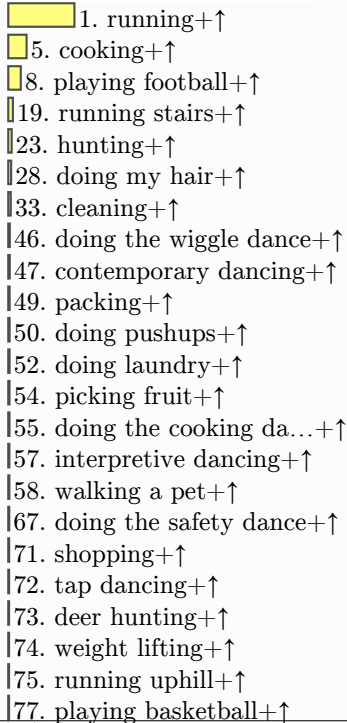 1. running+↑
5. cooking+↑
8. playing football+↑
19. running stairs+↑
23. hunting+↑
28. doing my hair+↑
33. cleaning+↑
46. doing the wiggle dance+↑
47. contemporary dancing+↑
49. packing+↑
50. doing pushups+↑
52. doing laundry+↑
54. picking fruit+↑
55. doing the cooking da...+↑
57. interpretive dancing+↑
58. walking a pet+↑
67. doing the safety dance+↑
71. shopping+↑
72. tap dancing+↑
73. deer hunting+↑
74. weight lifting+↑
75. running uphill+↑
77. playing basketball+↑